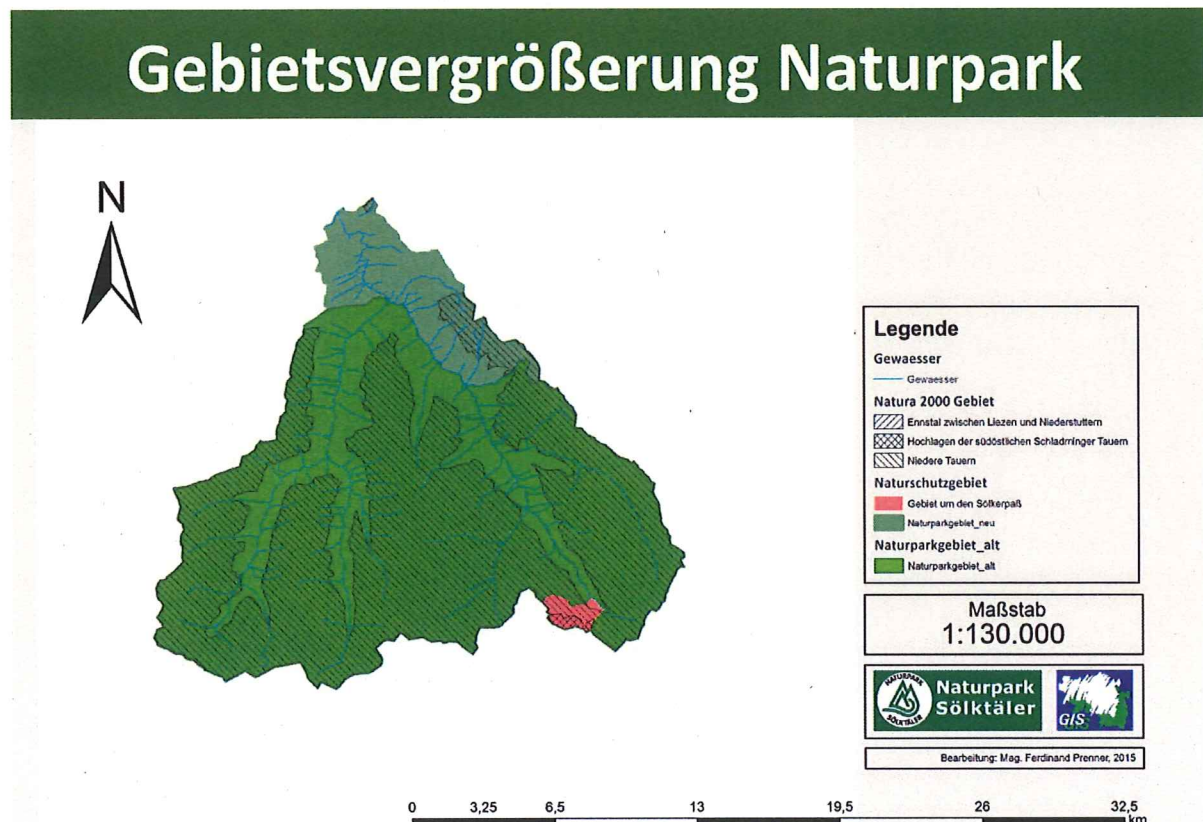 Gebietsvergrößerung Naturpark
N
Legende
Gewaesser
Gewaesser
Natura 2000 Gebiet
Ennstal zwischen Liezen und Niederstuttern
Hochlagen der südöstlichen Schladminger Tauern
Niedere Tauern
Naturschutzgebiet
Gebiet um den Sölkerpaß
Naturparkgebiet_neu
Naturparkgebiet_alt
Naturparkgebiet_alt
Maßstab
1:130.000
NATURPARK
SÖLKTÄLER
Naturpark
Sölktäler
GIS
Bearbeitung: Mag. Ferdinand Prenner, 2015
0 3,25 6,5 13 19,5 26 32,5
km